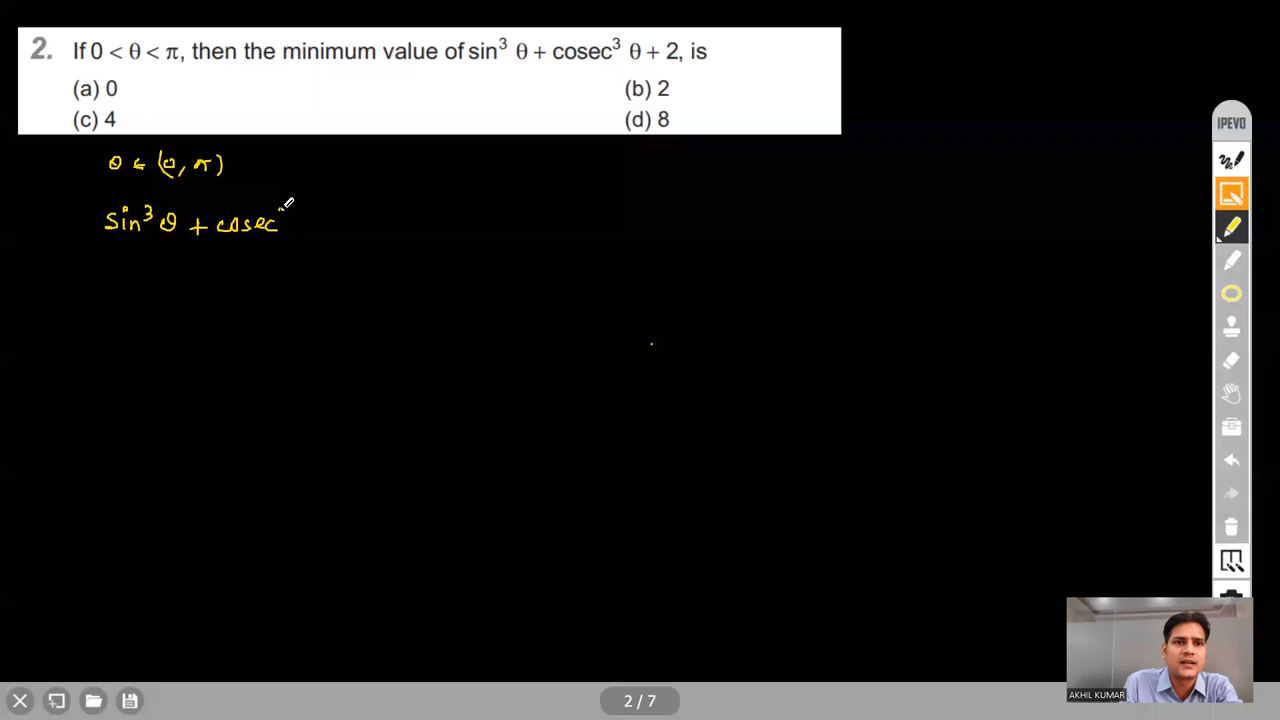 2. If 0 < θ < π, then the minimum value of sin³ θ + cosec³ θ + 2, is
(a) 0 (b) 2
(c) 4 (d) 8
θ ∈ (0, π)
sin³ θ + cosec
IPEVO
AKHIL KUMAR
2 / 7